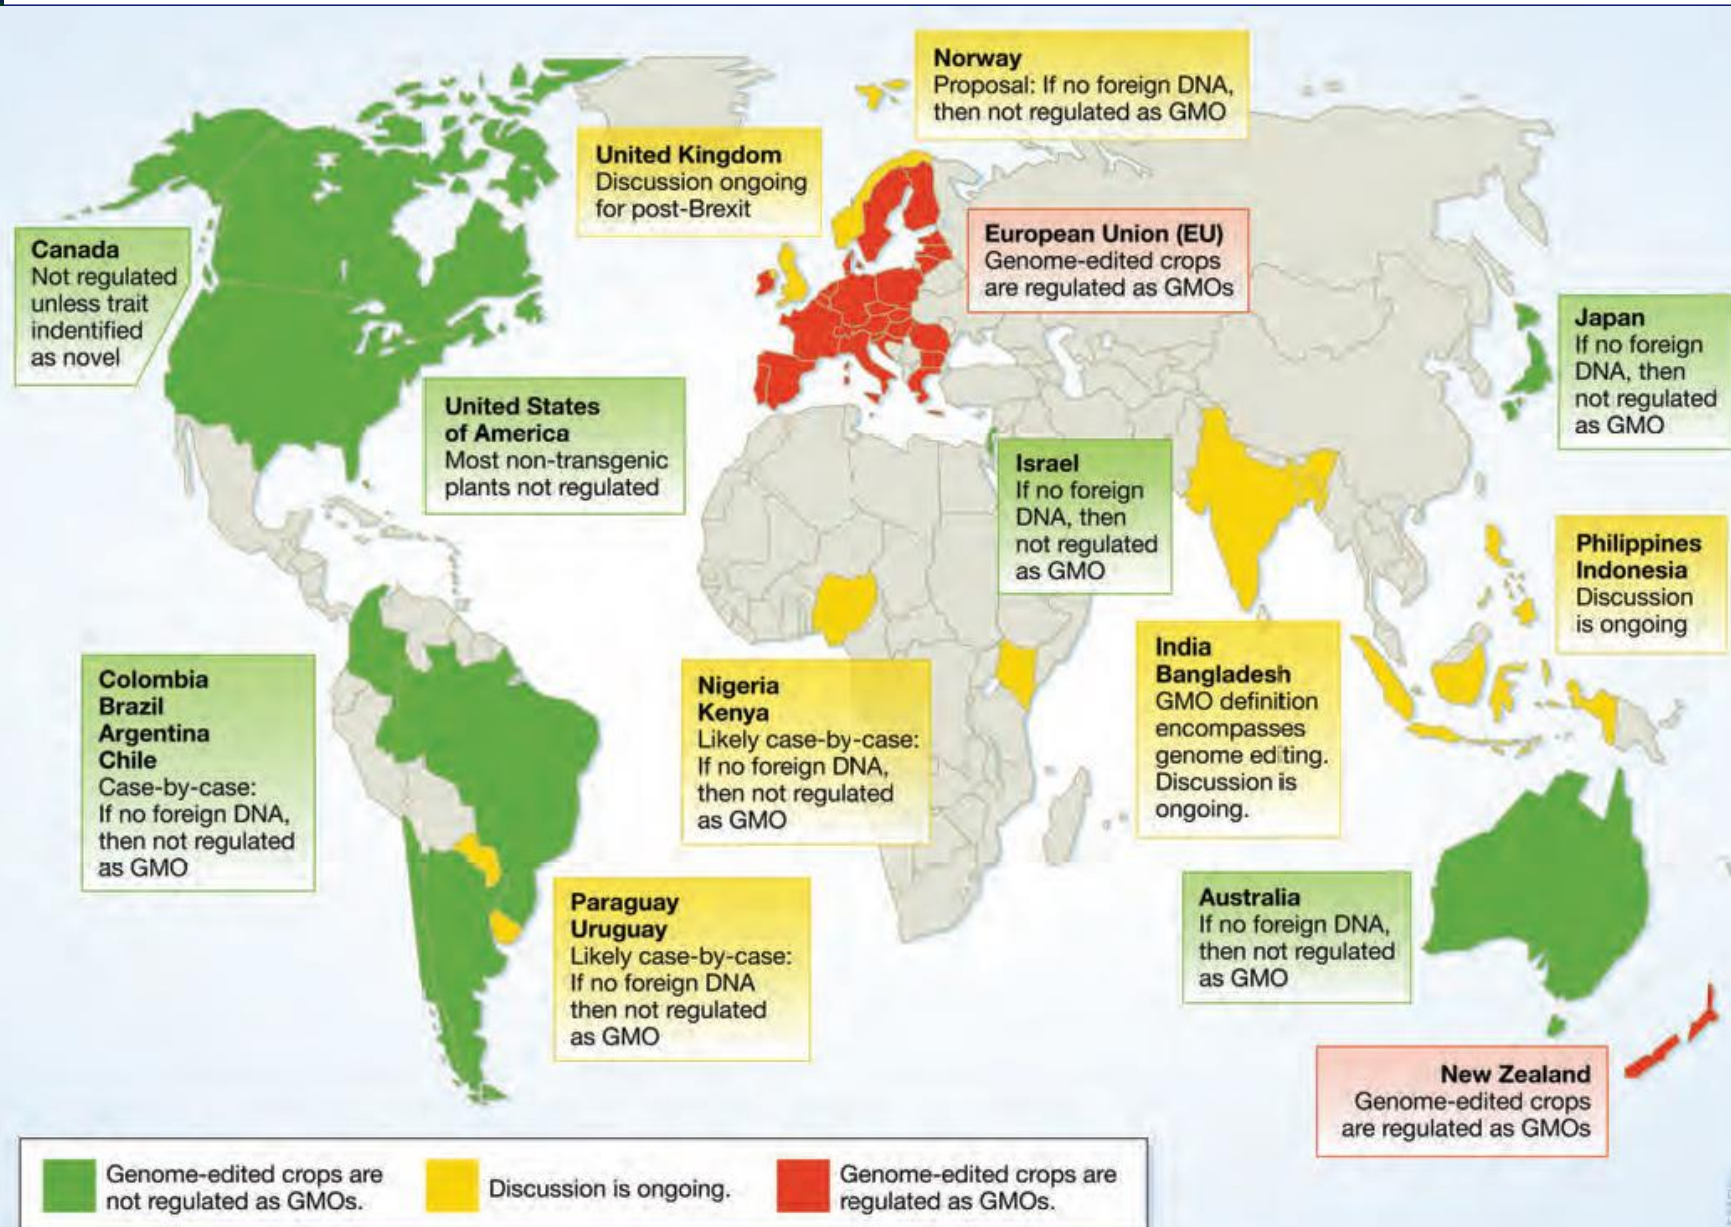 Norway
Proposal: If no foreign DNA,
then not regulated as GMO
United Kingdom
Discussion ongoing
for post-Brexit
European Union (EU)
Genome-edited crops
are regulated as GMOs
Canada
Not regulated
unless trait
indentified
as novel
Japan
If no foreign
DNA, then
not regulated
as GMO
United States
of America
Most non-transgenic
plants not regulated
Israel
If no foreign
DNA, then
not regulated
as GMO
Philippines
Indonesia
Discussion
is ongoing
Colombia
Brazil
Argentina
Chile
Case-by-case:
If no foreign DNA,
then not regulated
as GMO
Nigeria
Kenya
Likely case-by-case:
If no foreign DNA,
then not regulated
as GMO
India
Bangladesh
GMO definition
encompasses
genome editing.
Discussion is
ongoing.
Paraguay
Uruguay
Likely case-by-case:
If no foreign DNA
then not regulated
as GMO
Australia
If no foreign DNA,
then not regulated
as GMO
New Zealand
Genome-edited crops
are regulated as GMOs
Genome-edited crops are
not regulated as GMOs.
Discussion is ongoing.
Genome-edited crops are
regulated as GMOs.